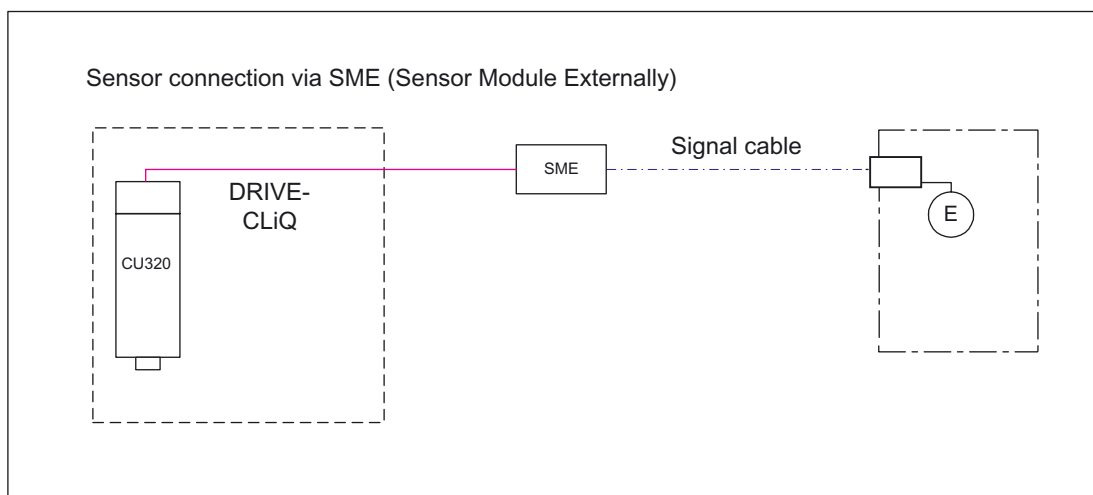 Sensor connection via SME (Sensor Module Externally)
Signal cable
SME
DRIVE-
CLiQ
E
CU320